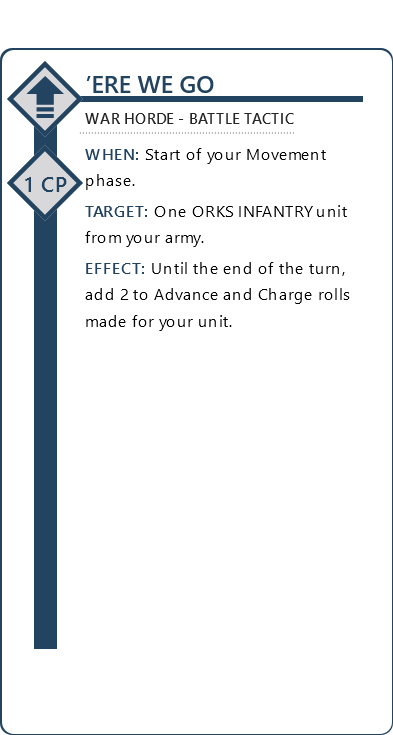 ’ERE WE GO
WAR HORDE - BATTLE TACTIC
1 CP
WHEN: Start of your Movement
phase.
TARGET: One ORKS INFANTRY unit
from your army.
EFFECT: Until the end of the turn,
add 2 to Advance and Charge rolls
made for your unit.